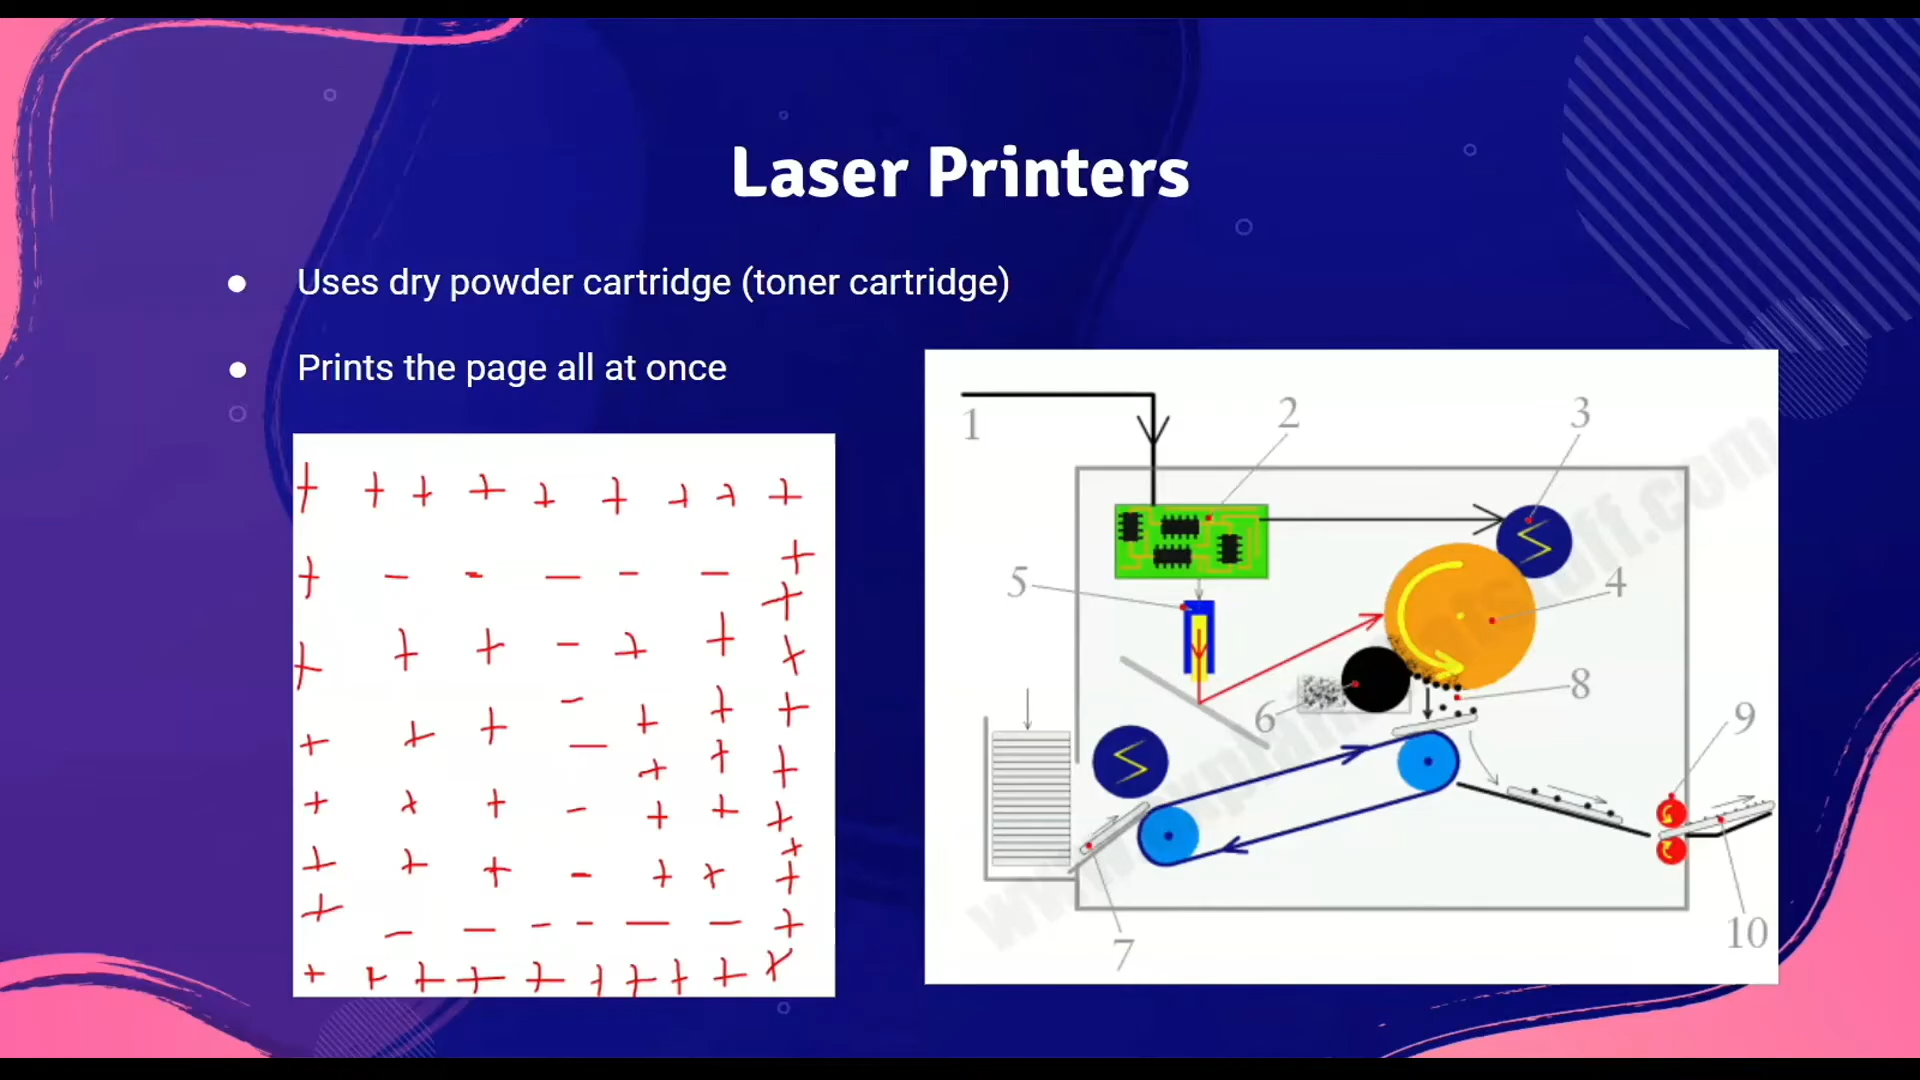 Laser Printers
● Uses dry powder cartridge (toner cartridge)
● Prints the page all at once
+ + + + + + + + +
+ - - - - - +
+
+ + + - + + +
+ + + - + + +
- + + +
+ + + - + + +
+
+ + + - + + +
+
- - - - - - +
+ + + + + + + + + +
1
2
3
5
4
6
8
9
7
10